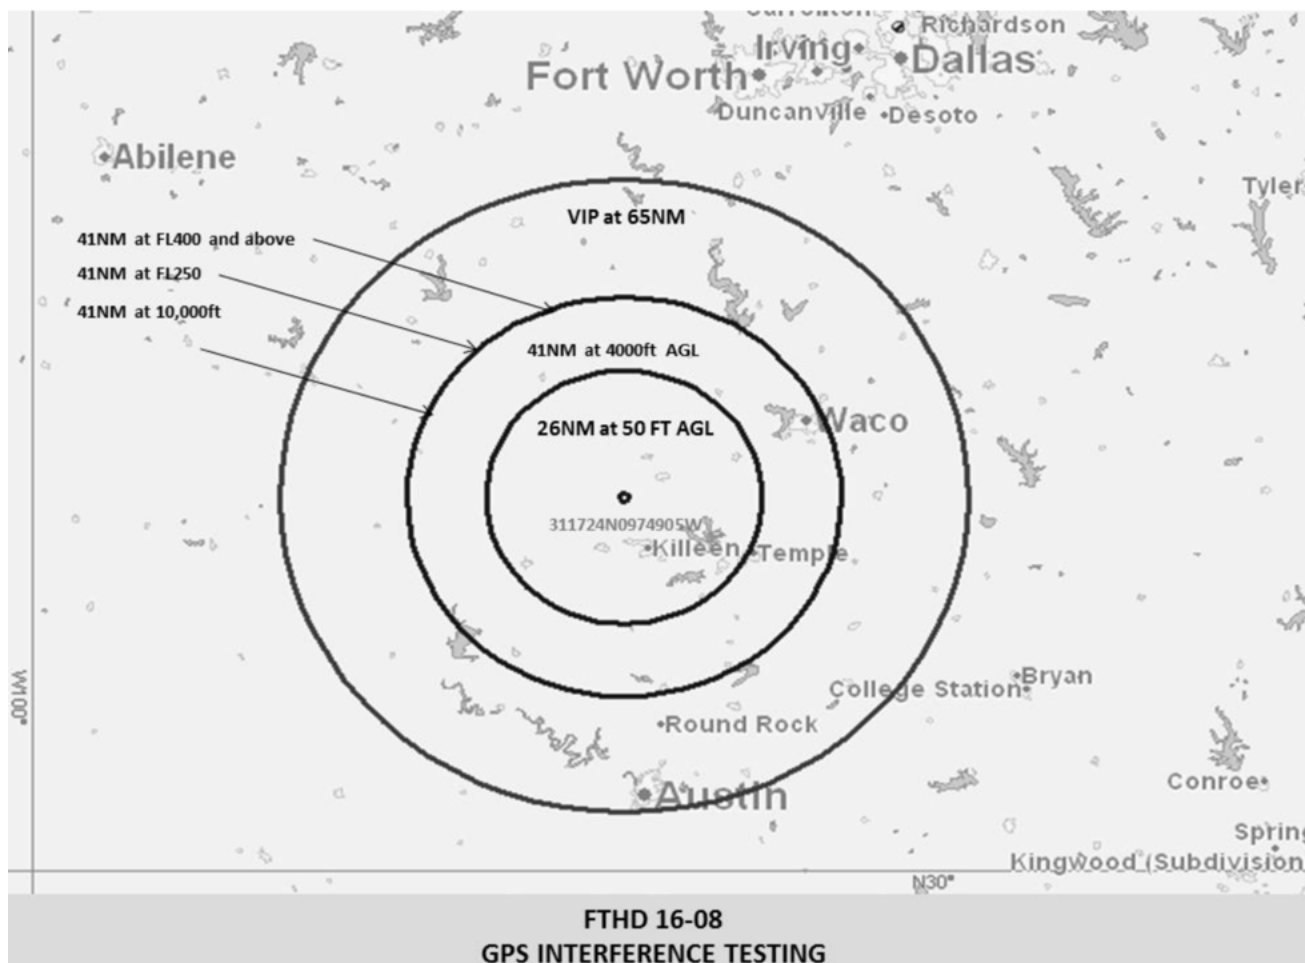 Carrollton
Richardson
Irving
Dallas
Fort Worth
Duncanville
Desoto
Abilene
Tyler
VIP at 65NM
41NM at FL400 and above
41NM at FL250
41NM at 10,000ft
41NM at 4000ft AGL
Waco
26NM at 50 FT AGL
311724N0974905W
Killeen
Temple
W100°
College Station
Bryan
Round Rock
Austin
Conroe
Spring
Kingwood (Subdivision
N30°
FTHD 16-08
GPS INTERFERENCE TESTING